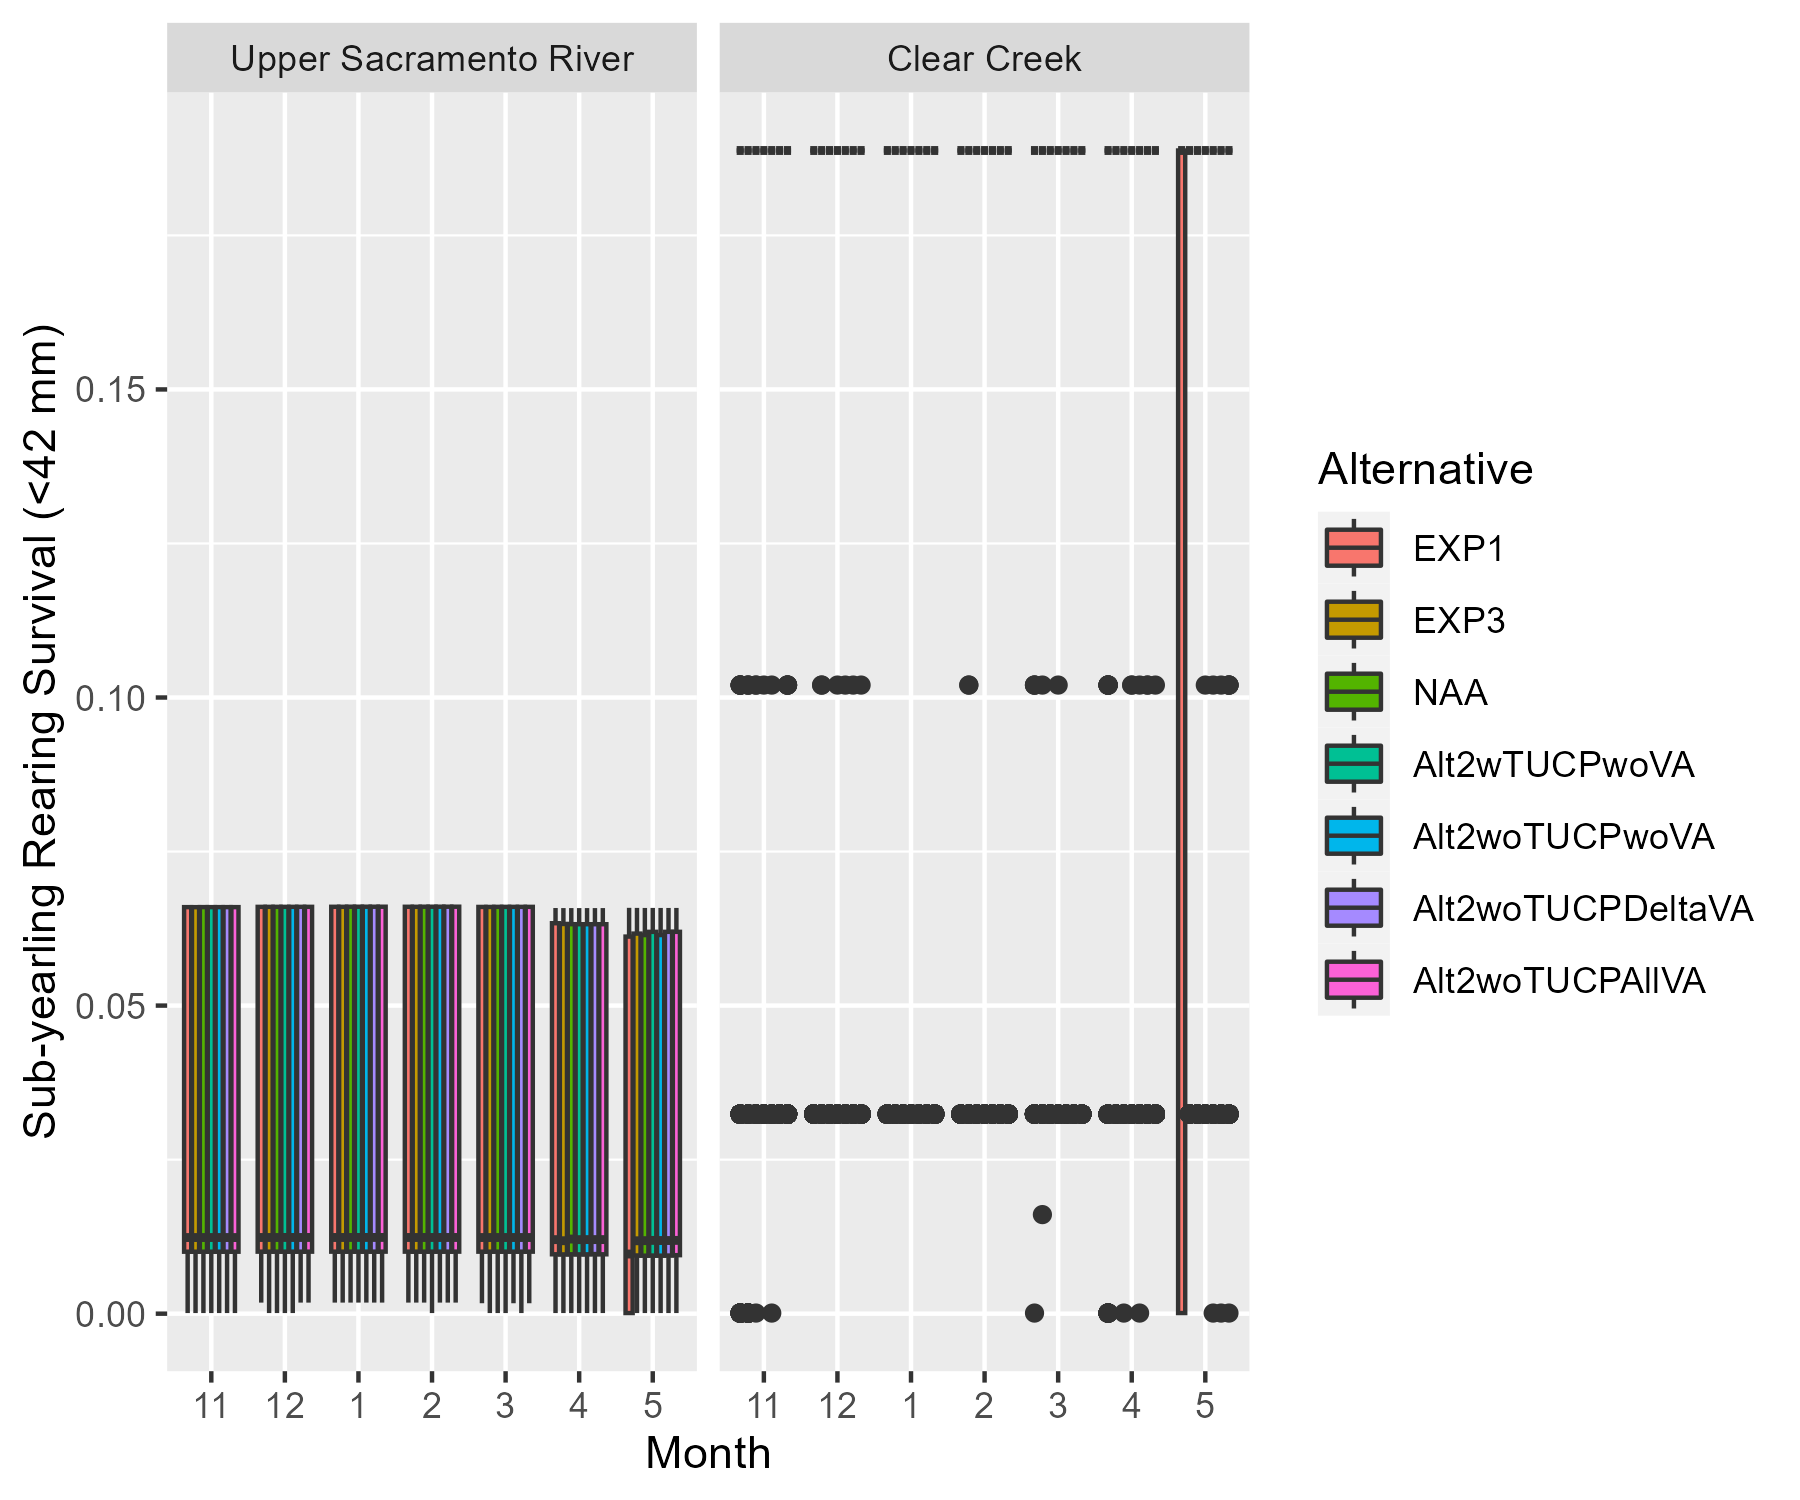 Upper Sacramento River
Clear Creek
Sub-yearling Rearing Survival (<42 mm)
0.15
0.10
0.05
0.00
11 12 1 2 3 4 5
11 12 1 2 3 4 5
Month
Alternative
EXP1
EXP3
NAA
Alt2wTUCPwoVA
Alt2woTUCPwoVA
Alt2woTUCPDeltaVA
Alt2woTUCPAllVA